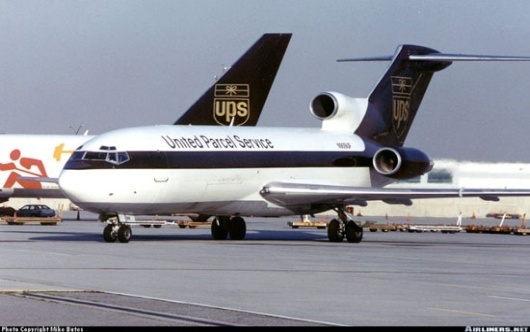 ups
ups
United Parcel Service
Photo Copyright Mike Bates
AIRLINERS.NET